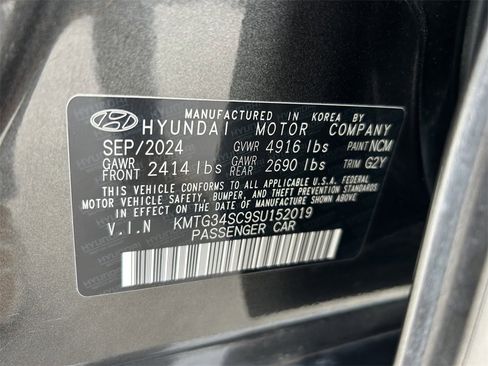 MANUFACTURED IN KOREA BY
HYUNDAI MOTOR COMPANY
SEP/2024 GVWR 4916 lbs PAINT NCM
GAWR FRONT 2414 lbs GAWR REAR 2690 lbs TRIM G2Y
THIS VEHICLE CONFORMS TO ALL APPLICABLE U.S.A. FEDERAL
MOTOR VEHICLE SAFETY, BUMPER, AND THEFT PREVENTION STANDARDS
IN EFFECT ON THE DATE OF MANUFACTURE SHOWN ABOVE.
V.I.N KMTG34SC9SU152019
PASSENGER CAR